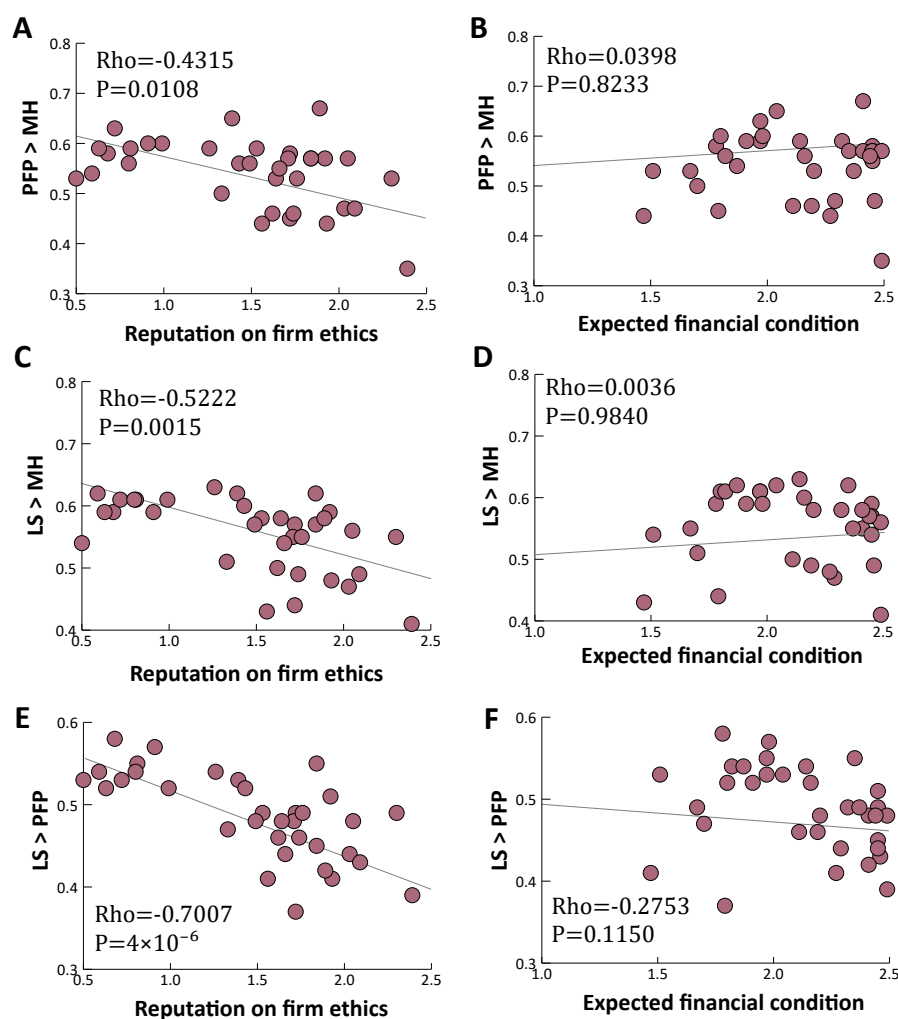 A
PFP > MH
0.8
0.7
0.6
0.5
0.4
0.3
Rho=-0.4315
P=0.0108
0.5
1.0
1.5
2.0
2.5
Reputation on firm ethics
B
PFP > MH
0.8
0.7
0.6
0.5
0.4
0.3
Rho=0.0398
P=0.8233
1.0
1.5
2.0
2.5
Expected financial condition
C
LS > MH
0.8
0.7
0.6
0.5
0.4
Rho=-0.5222
P=0.0015
0.5
1.0
1.5
2.0
2.5
Reputation on firm ethics
D
LS > MH
0.8
0.7
0.6
0.5
0.4
Rho=0.0036
P=0.9840
1.0
1.5
2.0
2.5
Expected financial condition
E
LS > PFP
0.6
0.5
0.4
0.3
Rho=-0.7007
P=4×10⁻⁶
0.5
1.0
1.5
2.0
2.5
Reputation on firm ethics
F
LS > PFP
0.6
0.5
0.4
0.3
Rho=-0.2753
P=0.1150
1.0
1.5
2.0
2.5
Expected financial condition